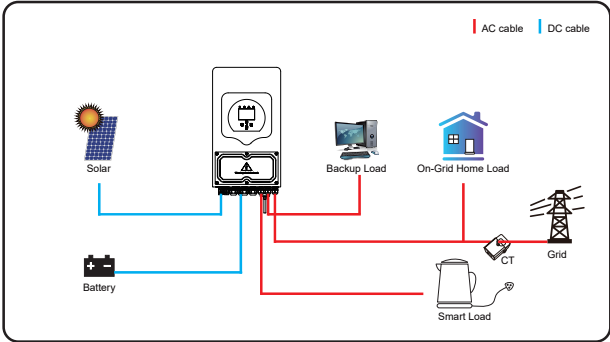 AC cable
DC cable
Solar
Backup Load
On-Grid Home Load
CT
Grid
Battery
Smart Load